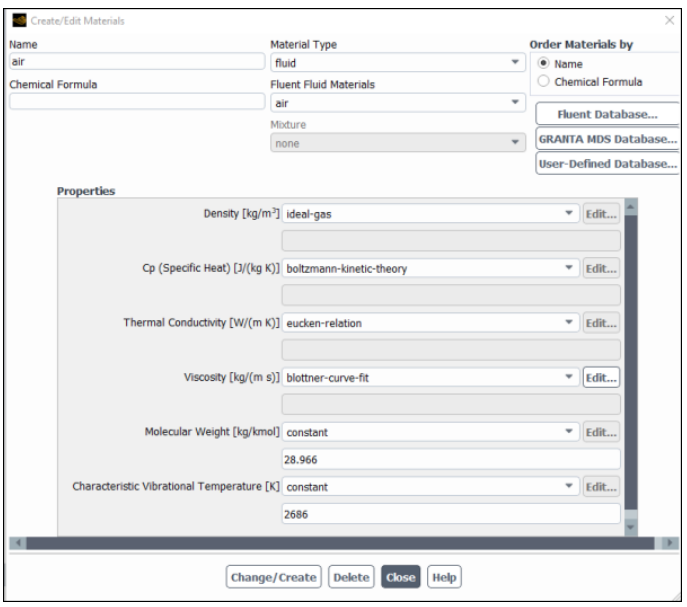 Create/Edit Materials
Name
air
Chemical Formula
Material Type
fluid
Fluent Fluid Materials
air
Mixture
none
Order Materials by
Name
Chemical Formula
Fluent Database...
GRANTA MDS Database...
User-Defined Database...
Properties
Density [kg/m³] ideal-gas Edit...
Cp (Specific Heat) [J/(kg K)] boltzmann-kinetic-theory Edit...
Thermal Conductivity [W/(m K)] eucken-relation Edit...
Viscosity [kg/(m s)] blottner-curve-fit Edit...
Molecular Weight [kg/kmol] constant Edit...
28.966
Characteristic Vibrational Temperature [K] constant Edit...
2686
Change/Create Delete Close Help